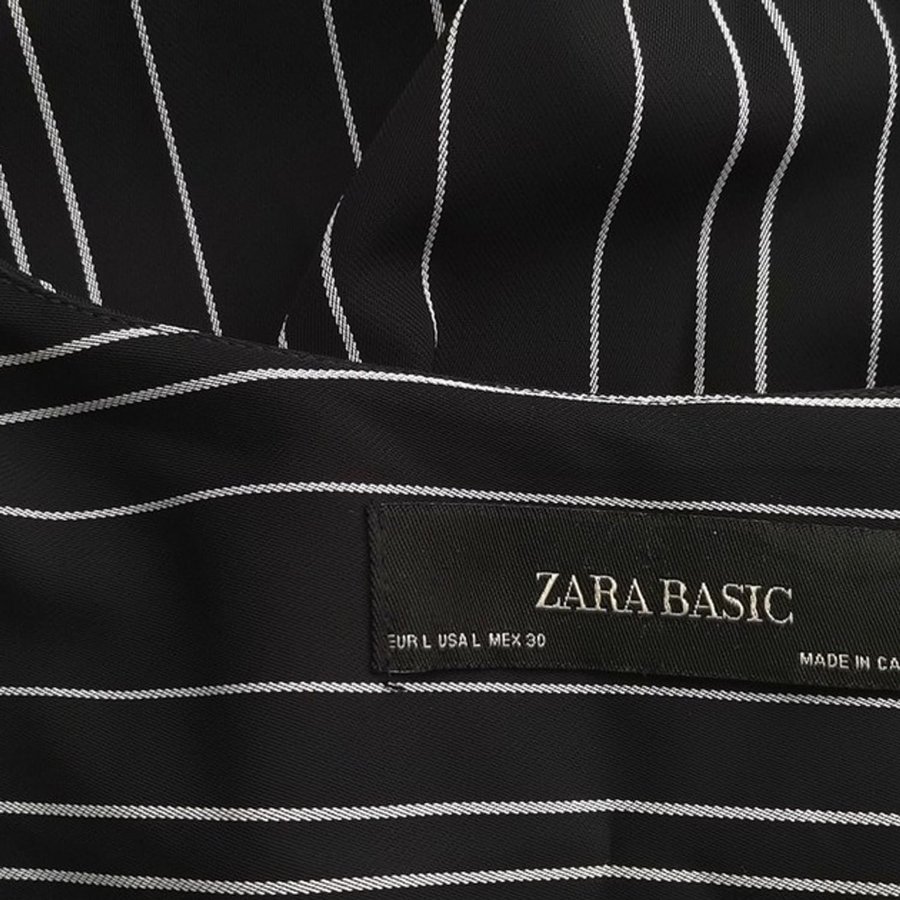 ZARA BASIC
EUR L USA L MEX 30
MADE IN CA